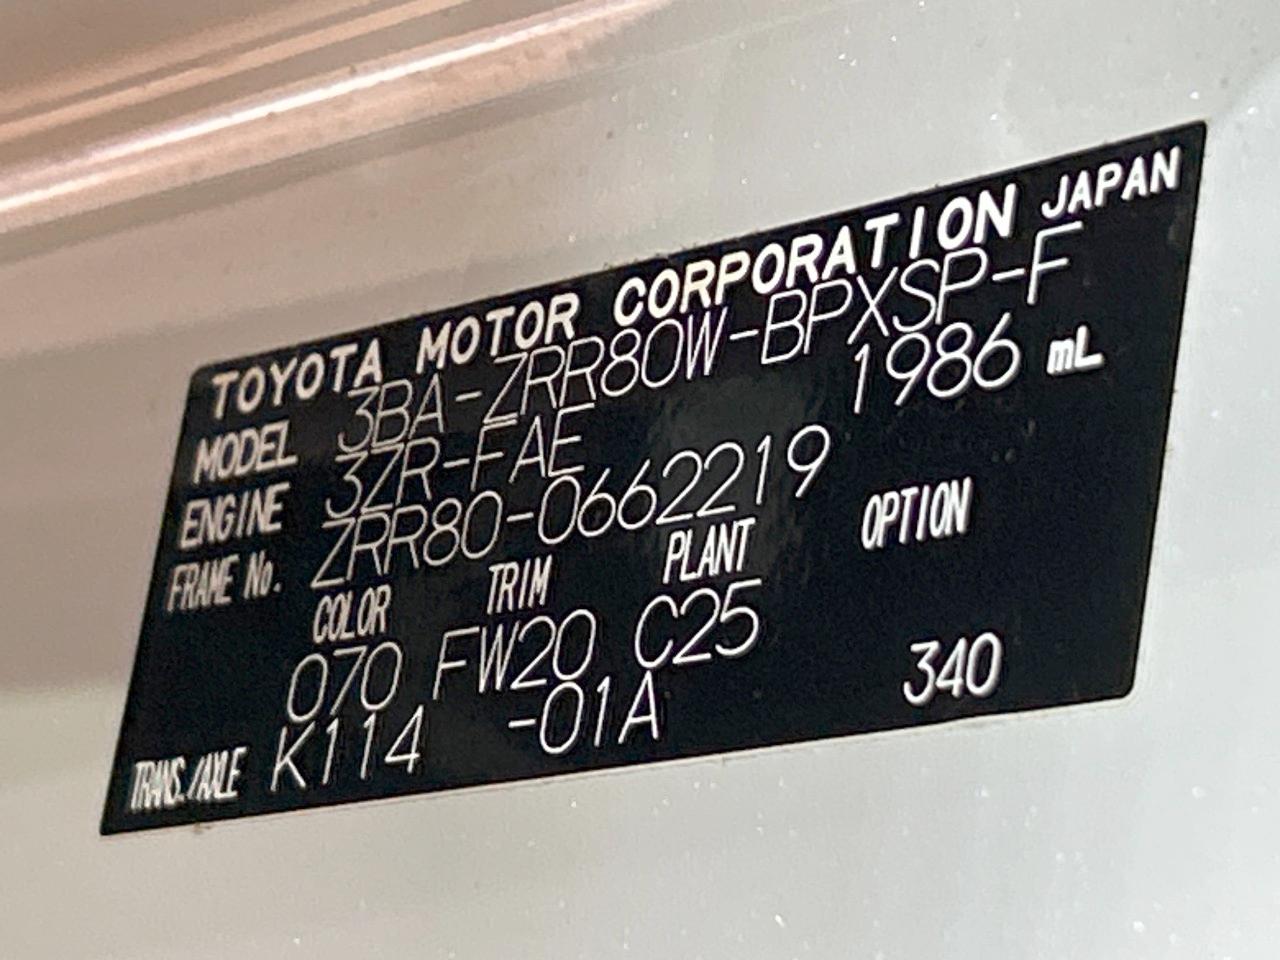 TOYOTA MOTOR CORPORATION JAPAN
MODEL 3BA-ZRR80W-BPXSP-F
ENGINE 3ZR-FAE 1986 mL
FRAME No. ZRR80-0662219
COLOR TRIM PLANT OPTION
070 FW20 C25
TRANS./AXLE K114 -01A 340